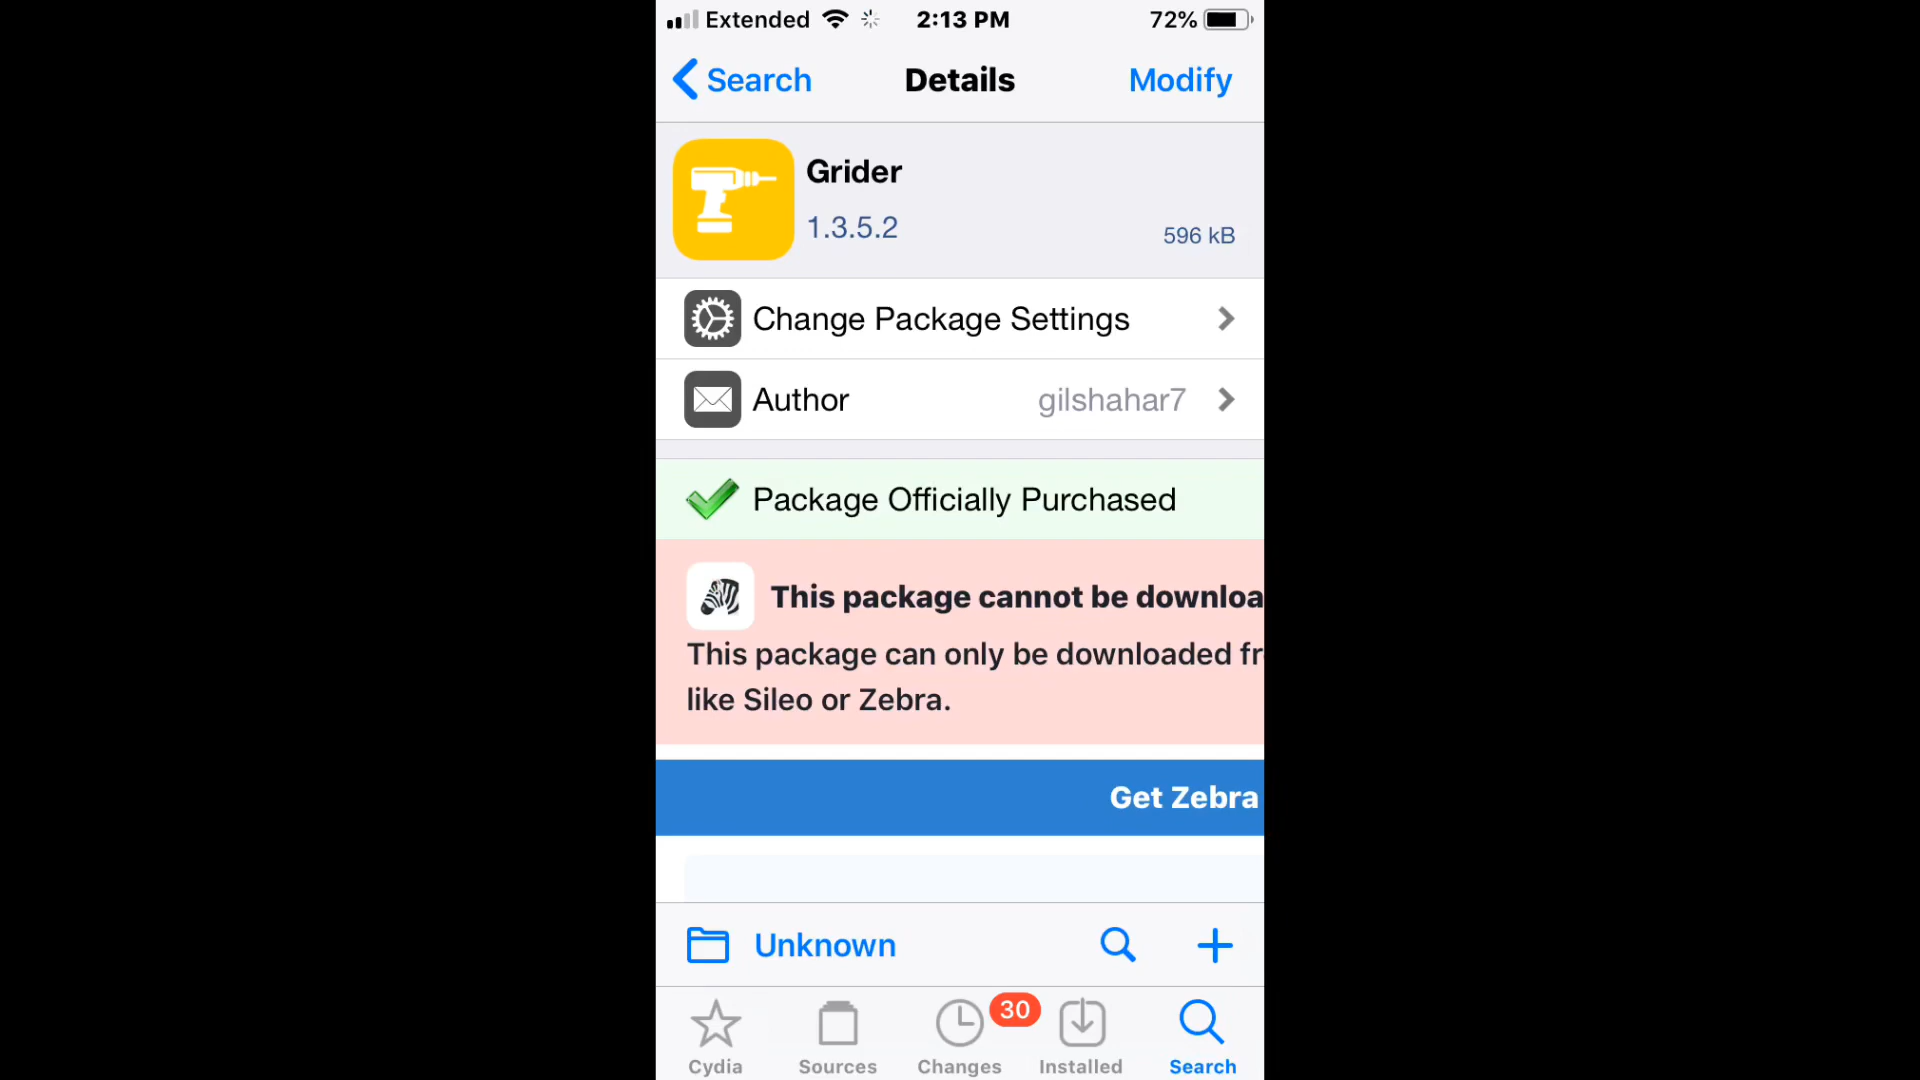 Extended 2:13 PM 72%
Search Details Modify
Grider
1.3.5.2
596 kB
Change Package Settings
Author gilshahar7
Package Officially Purchased
This package cannot be downloa
This package can only be downloaded fr
like Sileo or Zebra.
Get Zebra
Unknown
30
Cydia Sources Changes Installed Search